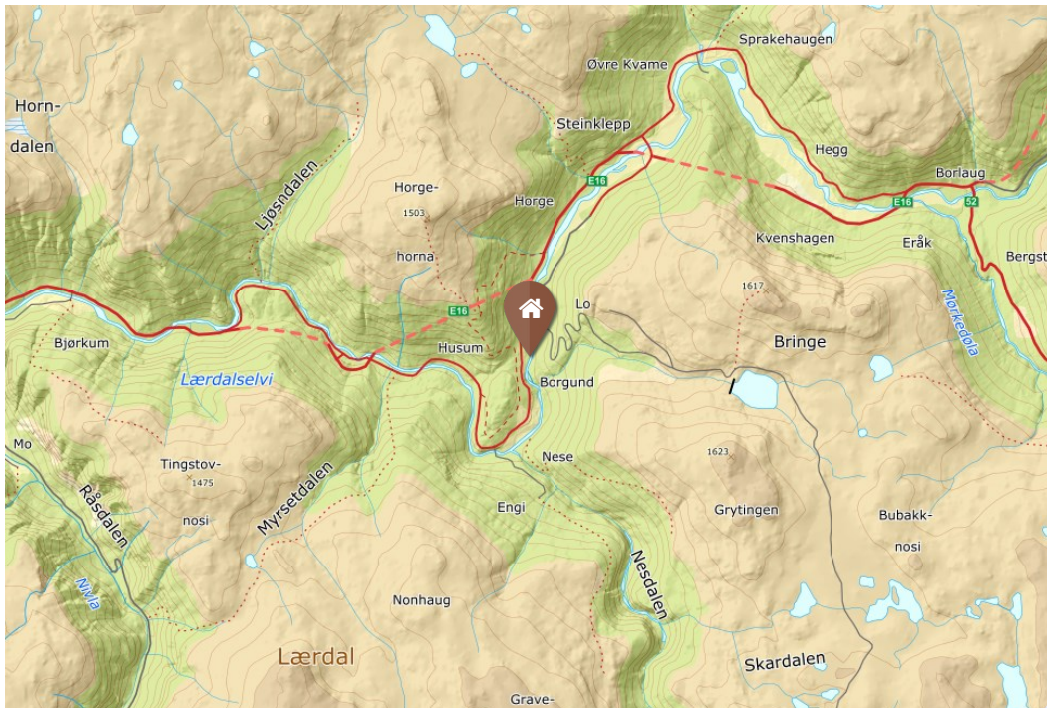 Sprakehaugen
Øvre Kvame
Horn-
dalen
Steinklepp
Hegg
Borlaug
Ljøsndalen
Horge-
1503
horna
E16
Horge
E16
52
Kvenshagen
Eråk
Bergst
Mørkedøla
1617
E16
Lo
Bjørkum
Husum
Bringe
Lærdalselvi
Borgund
Mo
Tingstov-
1475
nosi
Nese
1623
Råsdalen
Myrsetdalen
Engi
Grytingen
Bubakk-
nosi
Nivla
Nonhaug
Nesdalen
Lærdal
Skardalen
Grave-